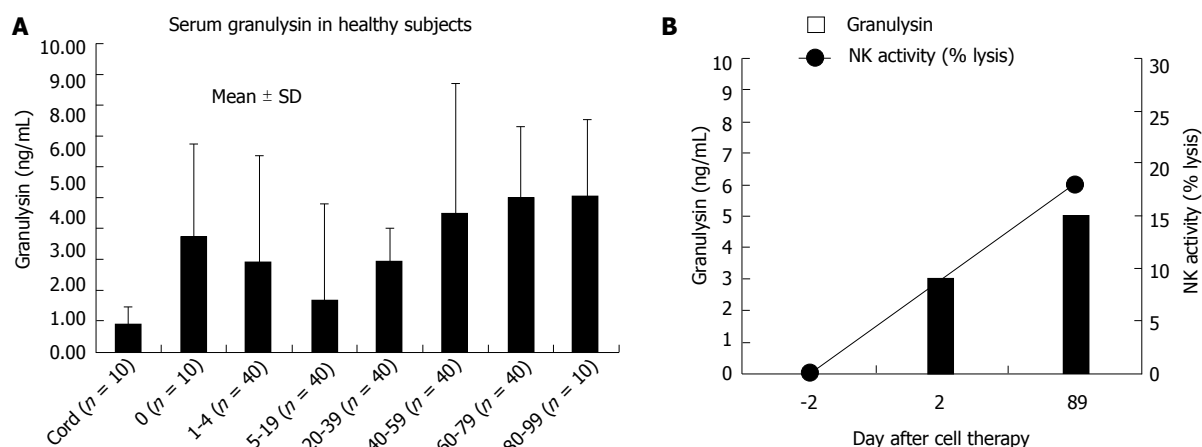 A
Serum granulysin in healthy subjects
Mean ± SD
Granulysin (ng/mL)
10.00
9.00
6.00
7.00
6.00
5.00
4.00
3.00
2.00
1.00
0.00
Cord (n = 10)
0 (n = 10)
1-4 (n = 40)
5-19 (n = 40)
20-39 (n = 40)
40-59 (n = 40)
60-79 (n = 40)
80-99 (n = 10)
B
Granulysin
NK activity (% lysis)
Granulysin (ng/mL)
10
9
8
7
6
5
4
3
2
1
0
30
25
20
15
10
5
0
NK activity (% lysis)
-2
2
89
Day after cell therapy